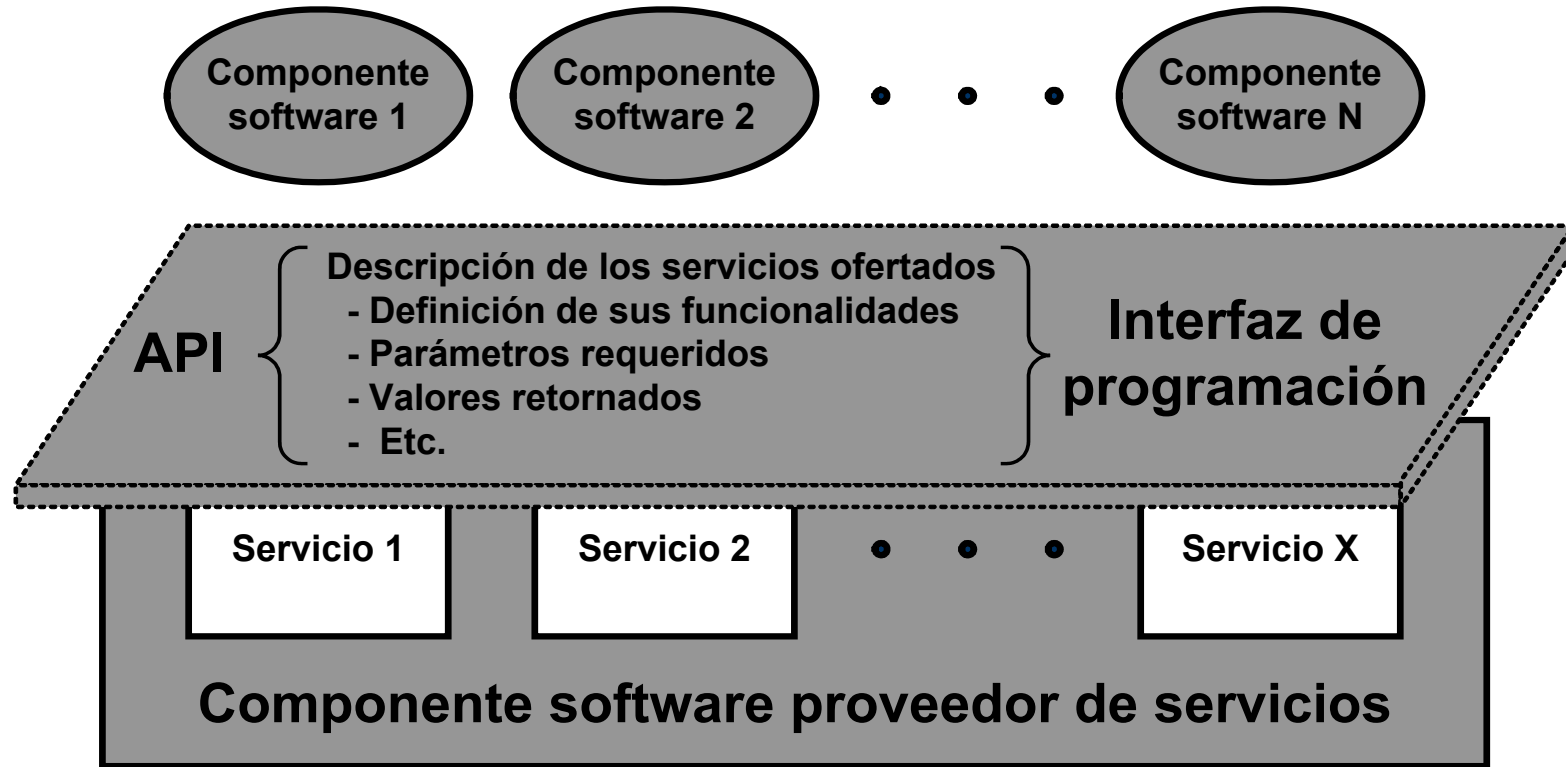 Componente
software 1
Componente
software 2
Componente
software N
API
Descripción de los servicios ofertados
- Definición de sus funcionalidades
- Parámetros requeridos
- Valores retornados
- Etc.
Interfaz de
programación
Servicio 1
Servicio 2
Servicio X
Componente software proveedor de servicios